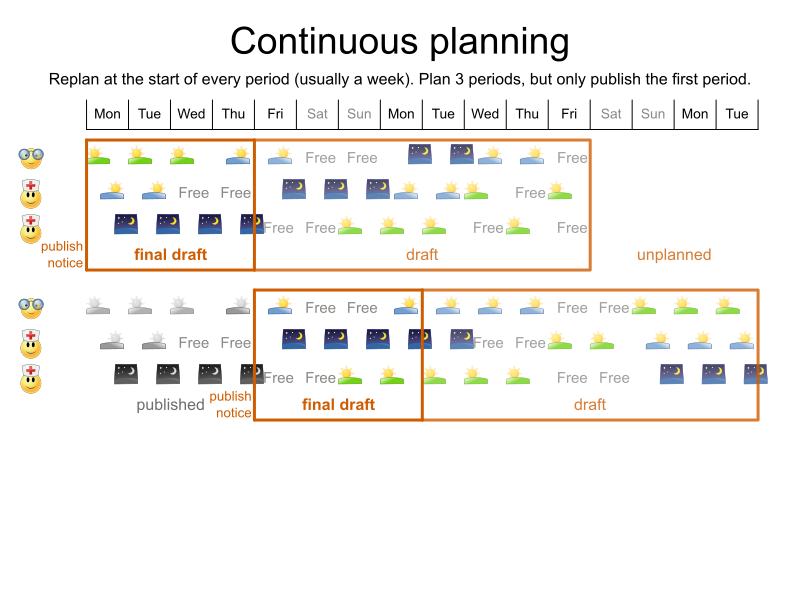 Continuous planning
Replan at the start of every period (usually a week). Plan 3 periods, but only publish the first period.
Mon Tue Wed Thu Fri Sat Sun Mon Tue Wed Thu Fri Sat Sun Mon Tue
Free Free Free
Free Free Free
Free Free Free Free
publish
notice
final draft draft unplanned
Free Free Free Free
Free Free Free Free
Free Free Free Free
published
publish
notice
final draft draft